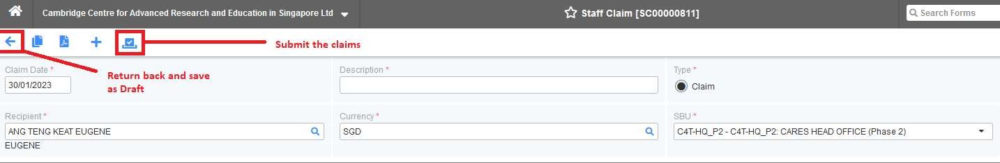 Cambridge Centre for Advanced Research and Education in Singapore Ltd
Staff Claim [SC00000811]
Search Forms
Submit the claims
Return back and save
as Draft
Claim Date *
30/01/2023
Description *
Type *
Claim
Recipient *
ANG TENG KEAT EUGENE
EUGENE
Currency *
SGD
SBU *
C4T-HQ_P2 - C4T-HQ_P2: CARES HEAD OFFICE (Phase 2)